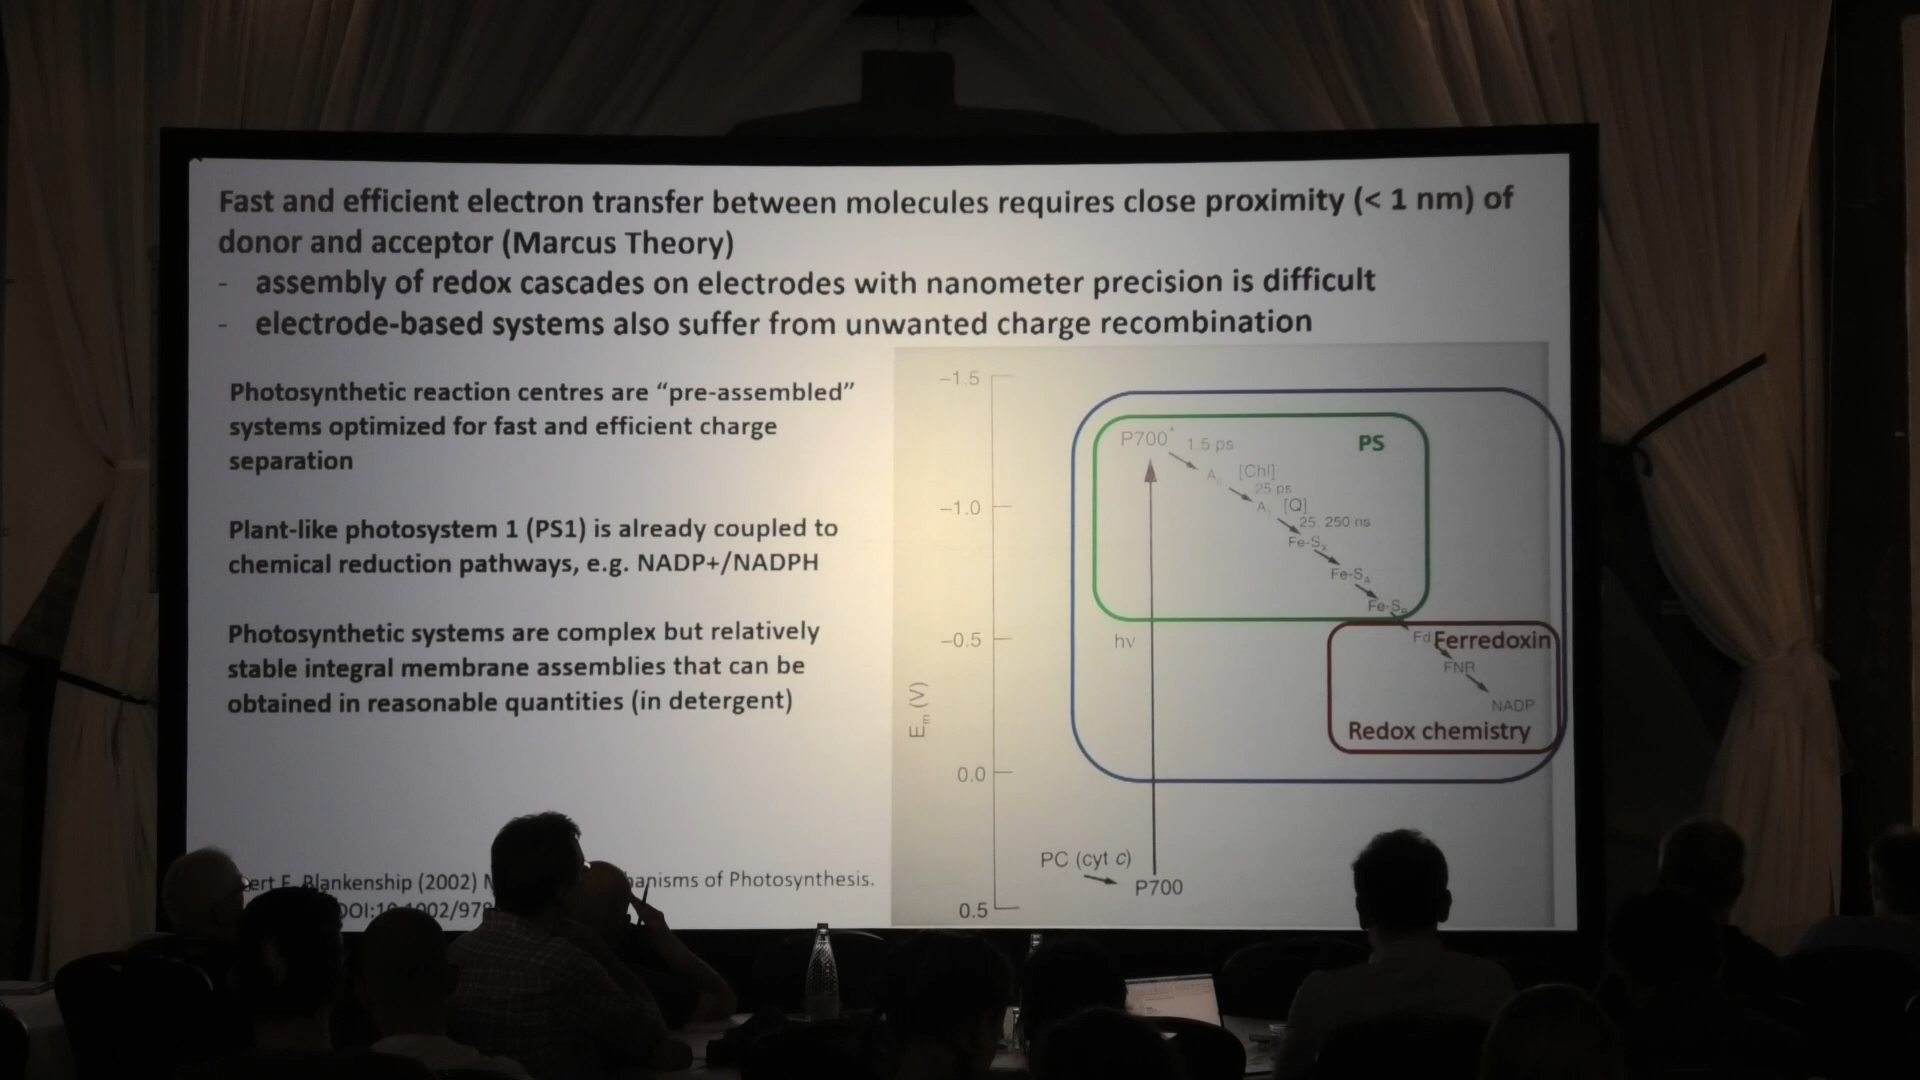 Fast and efficient electron transfer between molecules requires close proximity (< 1 nm) of
donor and acceptor (Marcus Theory)
- assembly of redox cascades on electrodes with nanometer precision is difficult
- electrode-based systems also suffer from unwanted charge recombination
Photosynthetic reaction centres are “pre-assembled”
systems optimized for fast and efficient charge
separation
Plant-like photosystem 1 (PS1) is already coupled to
chemical reduction pathways, e.g. NADP+/NADPH
Photosynthetic systems are complex but relatively
stable integral membrane assemblies that can be
obtained in reasonable quantities (in detergent)
Blankenship (2002) of Photosynthesis.
−1.5
−1.0
−0.5
0.0
0.5
Em (V)
P700* 1.5 ps
PS
[Chl]
25 ps
A1 [Q]
25, 250 ns
Fe-Sx
Fe-SA
Fe-SB
hv
Fd Ferredoxin
FNR
NADP
Redox chemistry
PC (cyt c)
P700